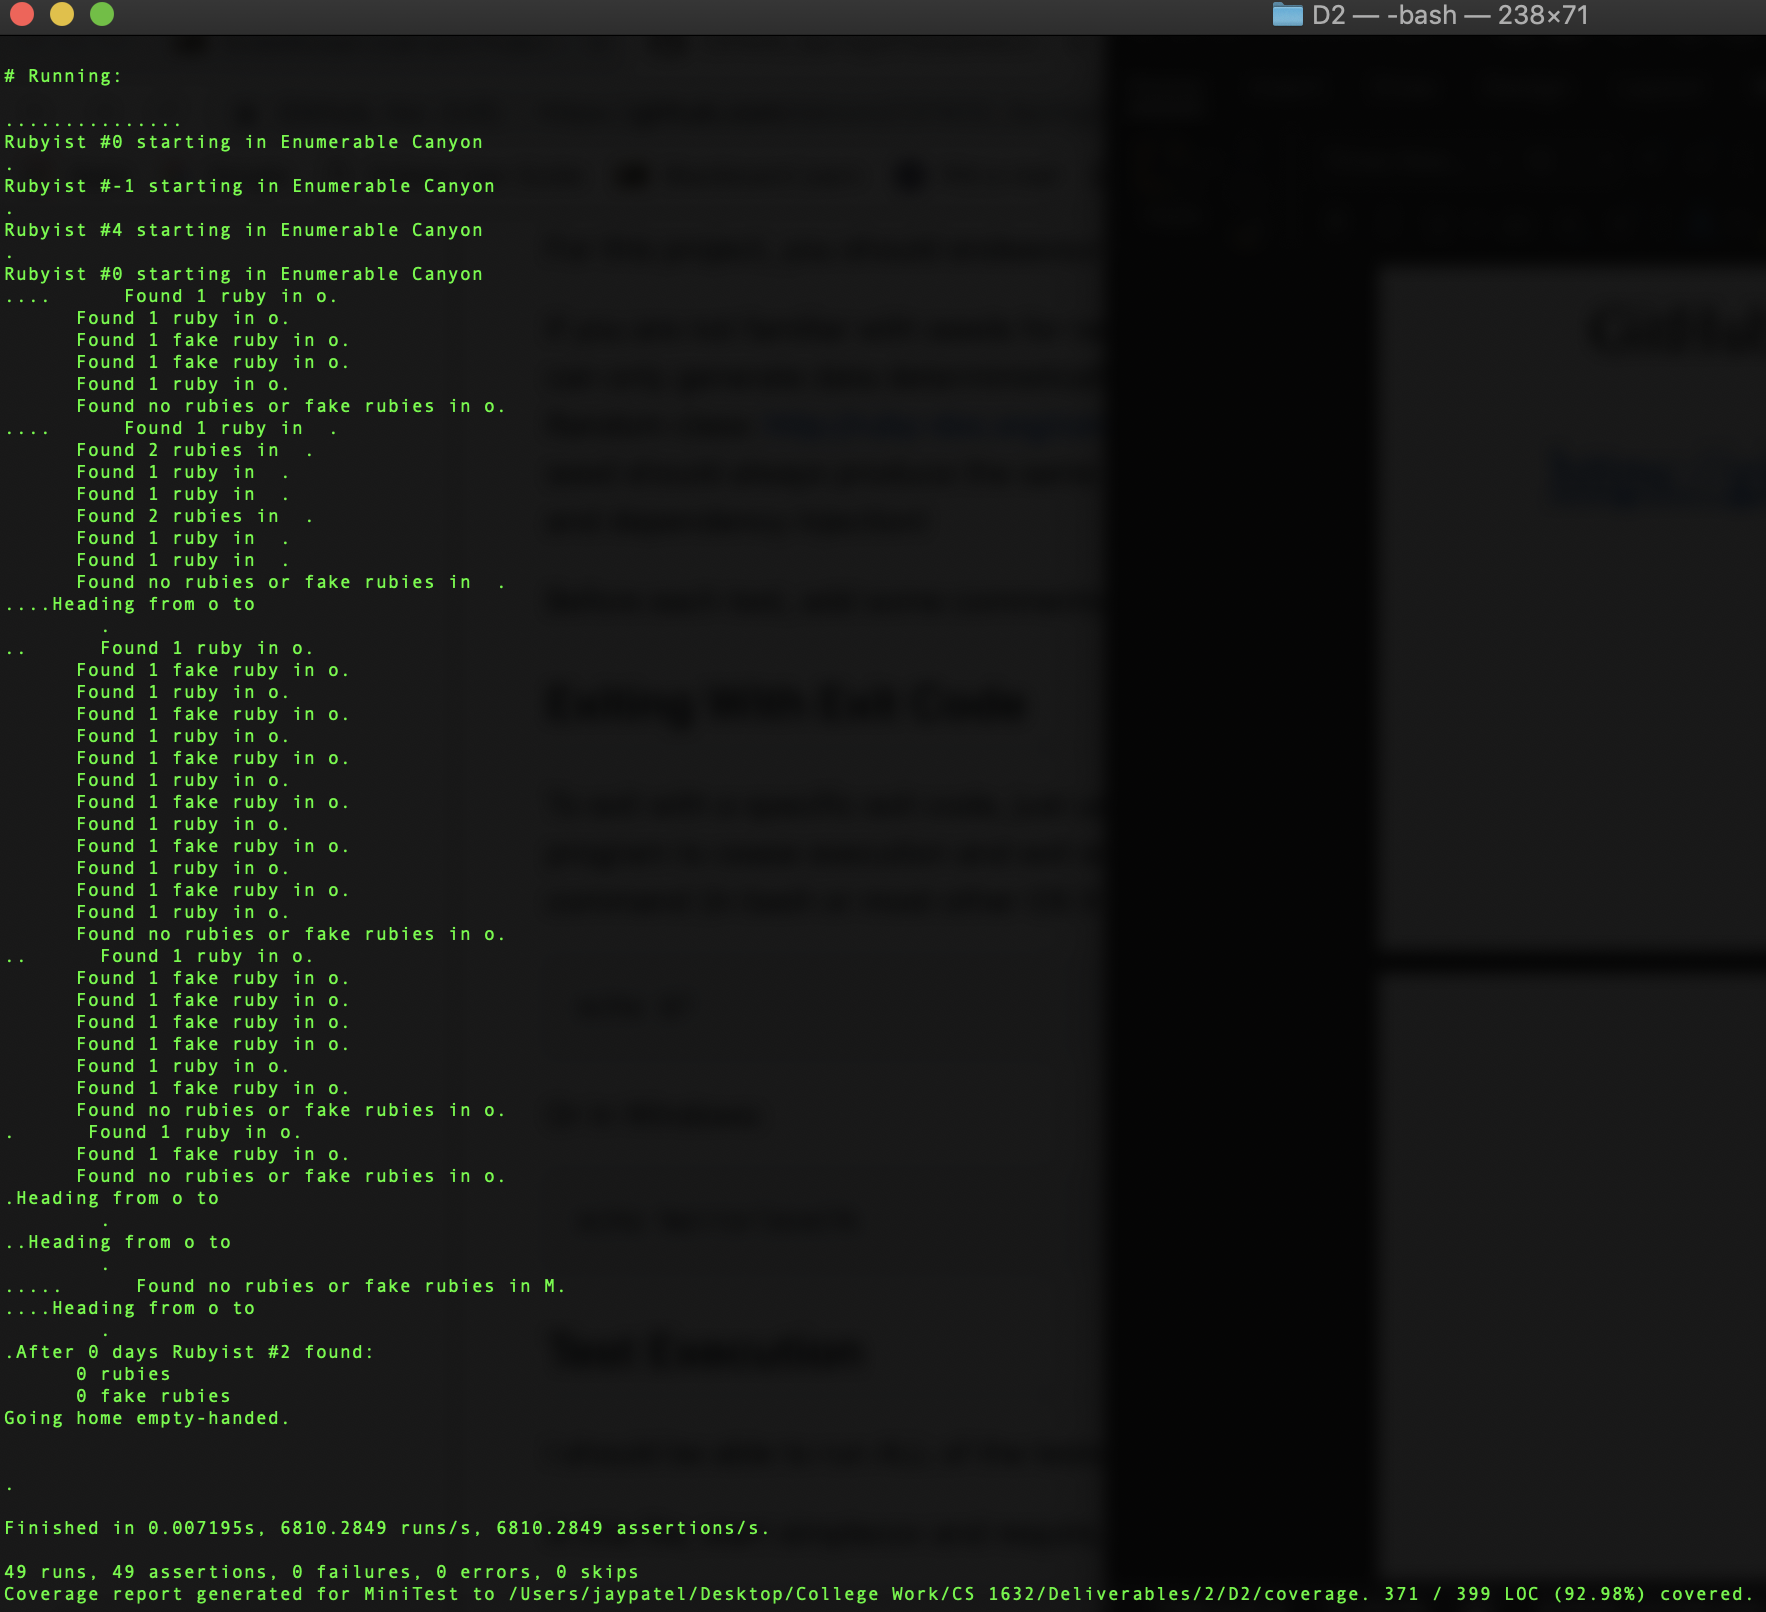 D2 — -bash — 238×71
# Running:
...............
Rubyist #0 starting in Enumerable Canyon
.
Rubyist #-1 starting in Enumerable Canyon
.
Rubyist #4 starting in Enumerable Canyon
.
Rubyist #0 starting in Enumerable Canyon
....      Found 1 ruby in o.
      Found 1 ruby in o.
      Found 1 fake ruby in o.
      Found 1 fake ruby in o.
      Found 1 ruby in o.
      Found no rubies or fake rubies in o.
....      Found 1 ruby in  .
      Found 2 rubies in  .
      Found 1 ruby in  .
      Found 1 ruby in  .
      Found 2 rubies in  .
      Found 1 ruby in  .
      Found 1 ruby in  .
      Found no rubies or fake rubies in  .
....Heading from o to
        .
..      Found 1 ruby in o.
      Found 1 fake ruby in o.
      Found 1 ruby in o.
      Found 1 fake ruby in o.
      Found 1 ruby in o.
      Found 1 fake ruby in o.
      Found 1 ruby in o.
      Found 1 fake ruby in o.
      Found 1 ruby in o.
      Found 1 fake ruby in o.
      Found 1 ruby in o.
      Found 1 fake ruby in o.
      Found 1 ruby in o.
      Found no rubies or fake rubies in o.
..      Found 1 ruby in o.
      Found 1 fake ruby in o.
      Found 1 fake ruby in o.
      Found 1 fake ruby in o.
      Found 1 fake ruby in o.
      Found 1 ruby in o.
      Found 1 fake ruby in o.
      Found no rubies or fake rubies in o.
.      Found 1 ruby in o.
      Found 1 fake ruby in o.
      Found no rubies or fake rubies in o.
.Heading from o to
        .
..Heading from o to
        .
.....      Found no rubies or fake rubies in M.
....Heading from o to
        .
.After 0 days Rubyist #2 found:
      0 rubies
      0 fake rubies
Going home empty-handed.
.
Finished in 0.007195s, 6810.2849 runs/s, 6810.2849 assertions/s.
49 runs, 49 assertions, 0 failures, 0 errors, 0 skips
Coverage report generated for MiniTest to /Users/jaypatel/Desktop/College Work/CS 1632/Deliverables/2/D2/coverage. 371 / 399 LOC (92.98%) covered.
Exiting With Exit Code
Test Execution